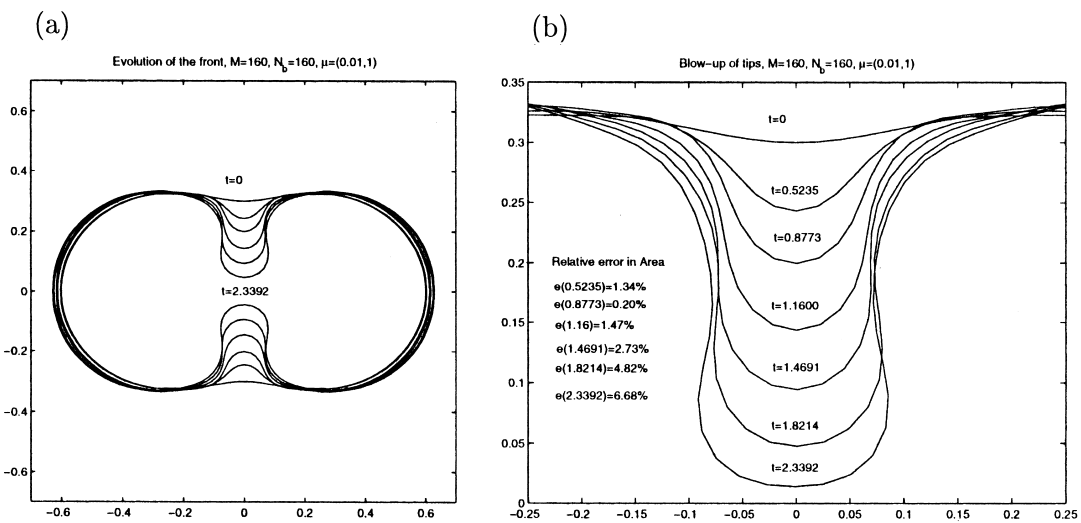 (a)
Evolution of the front, M=160, N_b=160, μ=(0.01,1)
0.6
0.4
0.2
0
−0.2
−0.4
−0.6
−0.6
−0.4
−0.2
0
0.2
0.4
0.6
t=0
t=2.3392
(b)
Blow−up of tips, M=160, N_b=160, μ=(0.01,1)
0.35
0.3
0.25
0.2
0.15
0.1
0.05
0
−0.25
−0.2
−0.15
−0.1
−0.05
0
0.05
0.1
0.15
0.2
0.25
t=0
t=0.5235
t=0.8773
t=1.1600
t=1.4691
t=1.8214
t=2.3392
Relative error in Area
e(0.5235)=1.34%
e(0.8773)=0.20%
e(1.16)=1.47%
e(1.4691)=2.73%
e(1.8214)=4.82%
e(2.3392)=6.68%